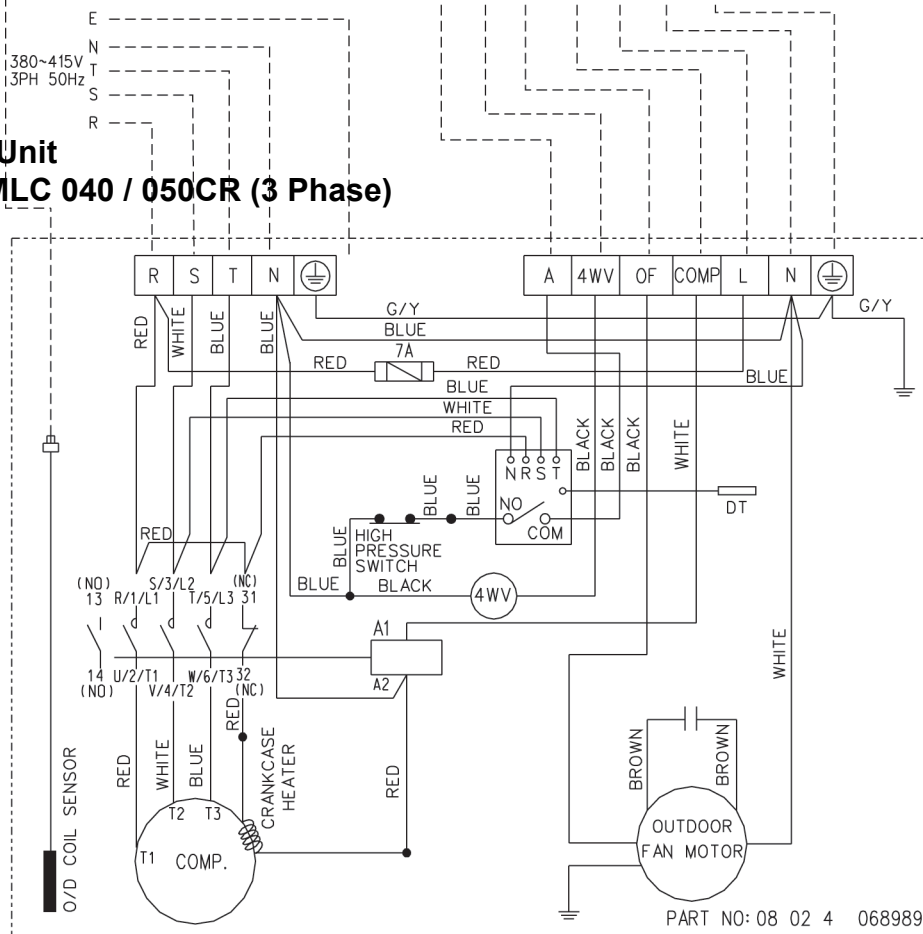 E
N
380~415V
3PH 50Hz
T
S
R
Unit
MLC 040 / 050CR (3 Phase)
R S T N
A 4WV OF COMP L N
RED
WHITE
BLUE
BLUE
G/Y
G/Y
BLUE
7A
RED
RED
BLUE
BLUE
WHITE
RED
BLACK
BLACK
BLACK
WHITE
N R S T
NO
COM
DT
BLUE
BLUE
BLUE
HIGH
PRESSURE
SWITCH
RED
BLUE
BLACK
4WV
(NO)
13
R/1/L1
S/3/L2
T/5/L3
(NC)
31
A1
A2
14
(NO)
U/2/T1
V/4/T2
W/6/T3
32
(NC)
RED
WHITE
RED
WHITE
BLUE
CRANKCASE
HEATER
RED
BROWN
BROWN
T1
T2
T3
COMP.
O/D COIL SENSOR
OUTDOOR
FAN MOTOR
PART NO: 08 02 4 068989